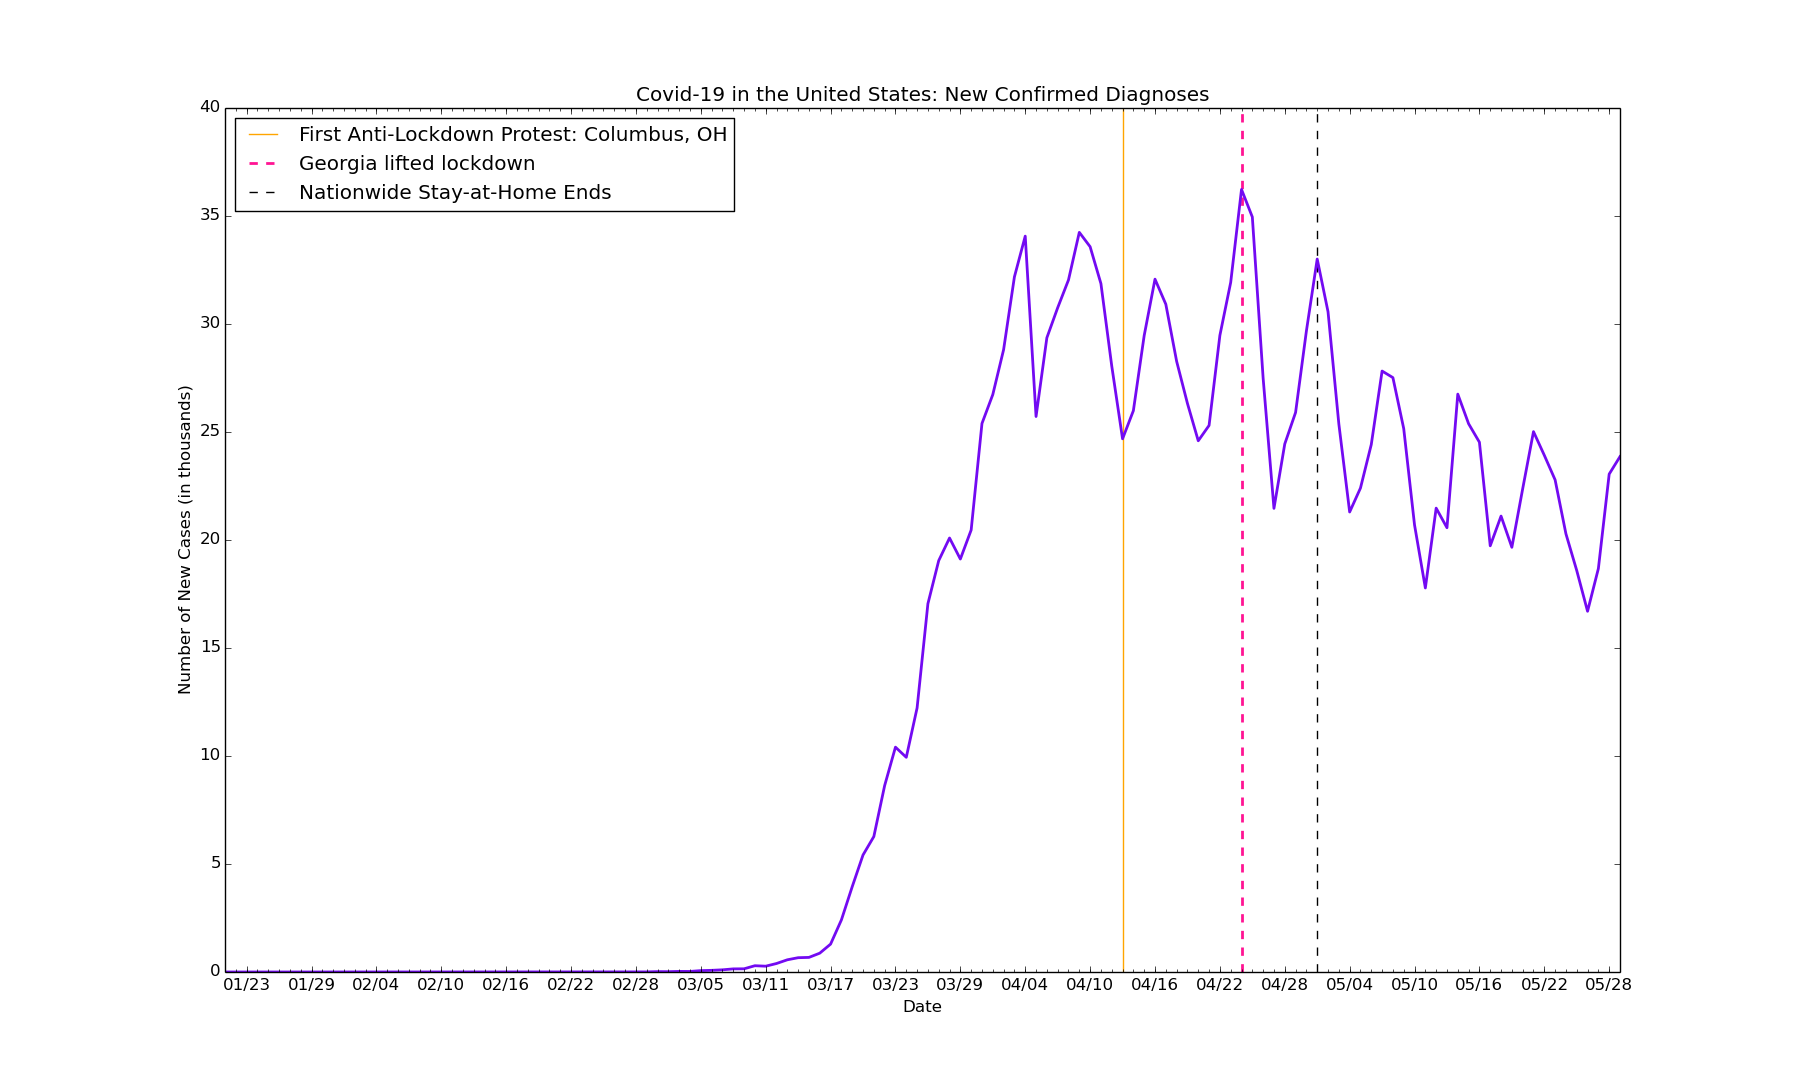 Covid-19 in the United States: New Confirmed Diagnoses
First Anti-Lockdown Protest: Columbus, OH
Georgia lifted lockdown
Nationwide Stay-at-Home Ends
Number of New Cases (in thousands)
40
35
30
25
20
15
10
5
0
01/23 01/29 02/04 02/10 02/16 02/22 02/28 03/05 03/11 03/17 03/23 03/29 04/04 04/10 04/16 04/22 04/28 05/04 05/10 05/16 05/22 05/28
Date